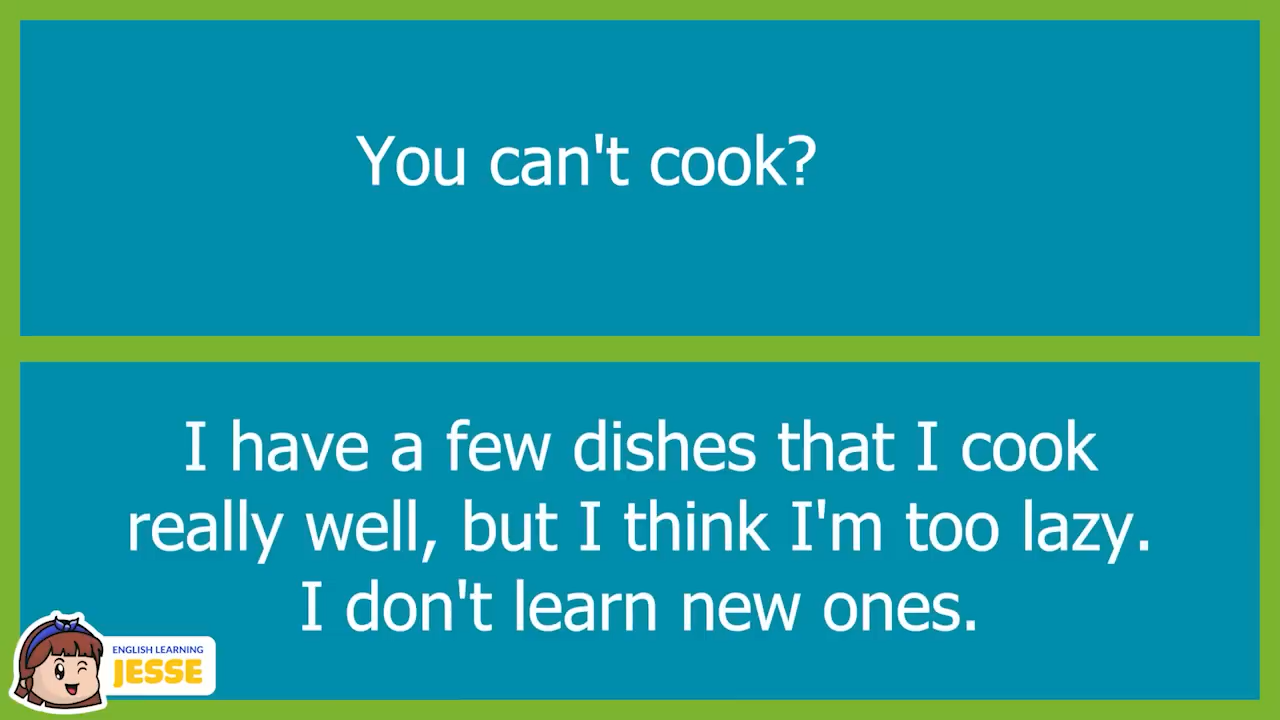 You can't cook?
I have a few dishes that I cook
really well, but I think I'm too lazy.
I don't learn new ones.
ENGLISH LEARNING
JESSE